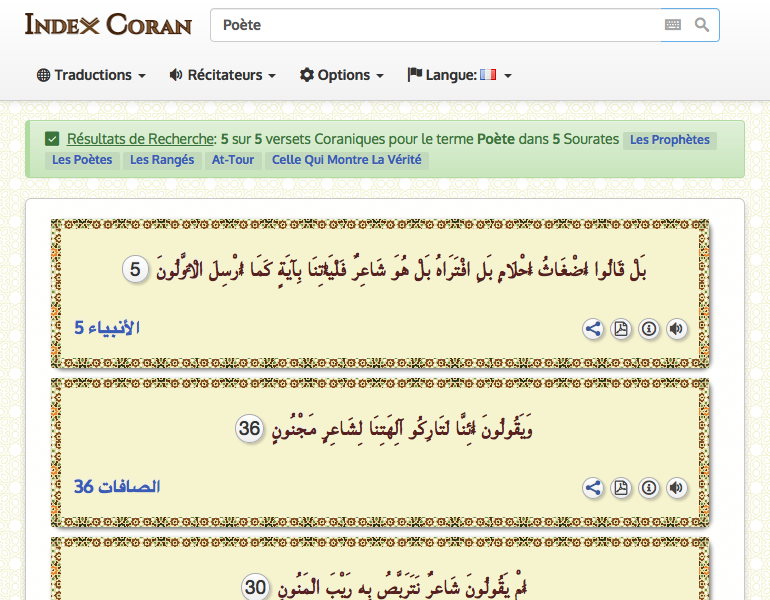 Index Coran
Poète
Traductions Récitateurs Options Langue:
Résultats de Recherche: 5 sur 5 versets Coraniques pour le terme Poète dans 5 Sourates Les Prophètes
Les Poètes Les Rangés At-Tour Celle Qui Montre La Vérité
بَلْ قَالُوا أَضْغَاثُ أَحْلَامٍ بَلِ افْتَرَاهُ بَلْ هُوَ شَاعِرٌ فَلْيَأْتِنَا بِآيَةٍ كَمَا أُرْسِلَ الْأَوَّلُونَ 5
الأنبياء 5
وَيَقُولُونَ أَئِنَّا لَتَارِكُو آلِهَتِنَا لِشَاعِرٍ مَجْنُونٍ 36
الصافات 36
أَمْ يَقُولُونَ شَاعِرٌ نَتَرَبَّصُ بِهِ رَيْبَ الْمَنُونِ 30